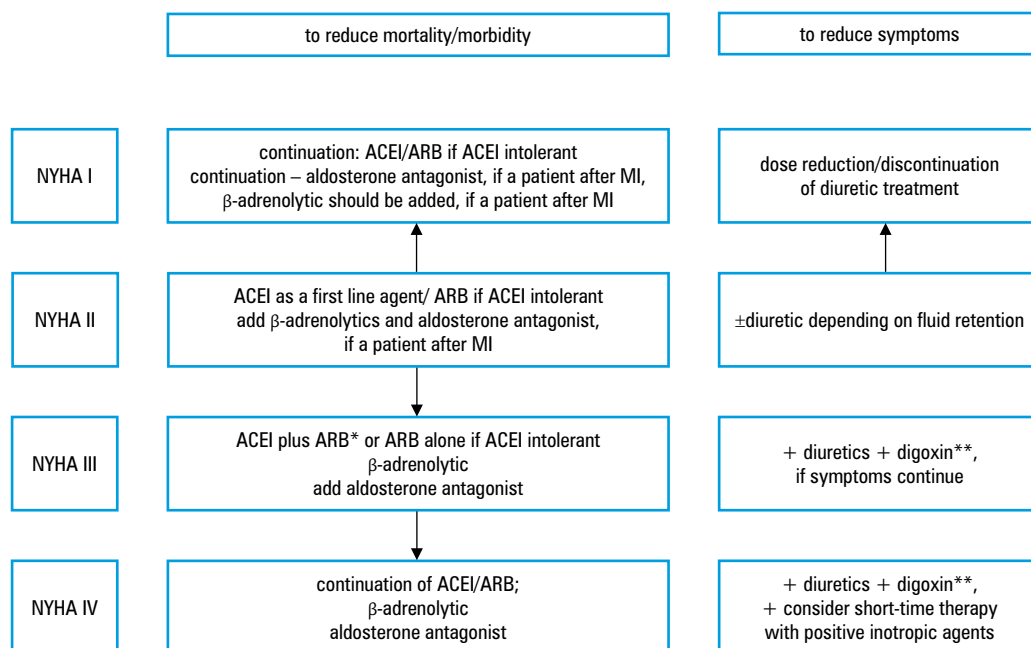 to reduce mortality/morbidity
to reduce symptoms
NYHA I
continuation: ACEI/ARB if ACEI intolerant
continuation – aldosterone antagonist, if a patient after MI,
β-adrenolytic should be added, if a patient after MI
dose reduction/discontinuation
of diuretic treatment
NYHA II
ACEI as a first line agent/ ARB if ACEI intolerant
add β-adrenolytics and aldosterone antagonist,
if a patient after MI
±diuretic depending on fluid retention
NYHA III
ACEI plus ARB* or ARB alone if ACEI intolerant
β-adrenolytic
add aldosterone antagonist
+ diuretics + digoxin**,
if symptoms continue
NYHA IV
continuation of ACEI/ARB;
β-adrenolytic
aldosterone antagonist
+ diuretics + digoxin**,
+ consider short-time therapy
with positive inotropic agents